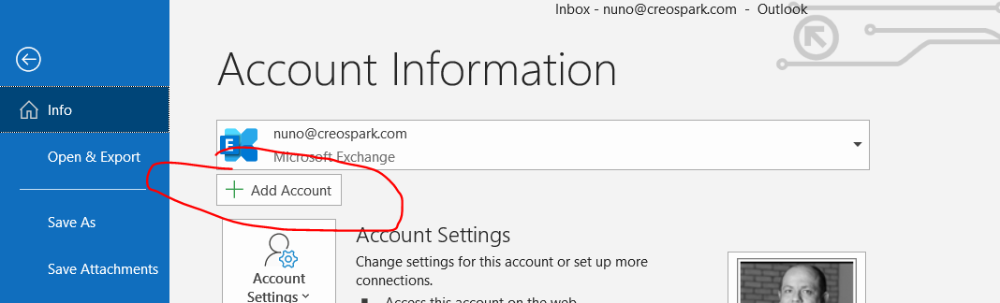 Inbox - nuno@creospark.com - Outlook
Account Information
Info
nuno@creospark.com
Microsoft Exchange
Open & Export
Add Account
Save As
Account Settings
Change settings for this account or set up more
connections.
Save Attachments
Account
Settings
Access this account on the web